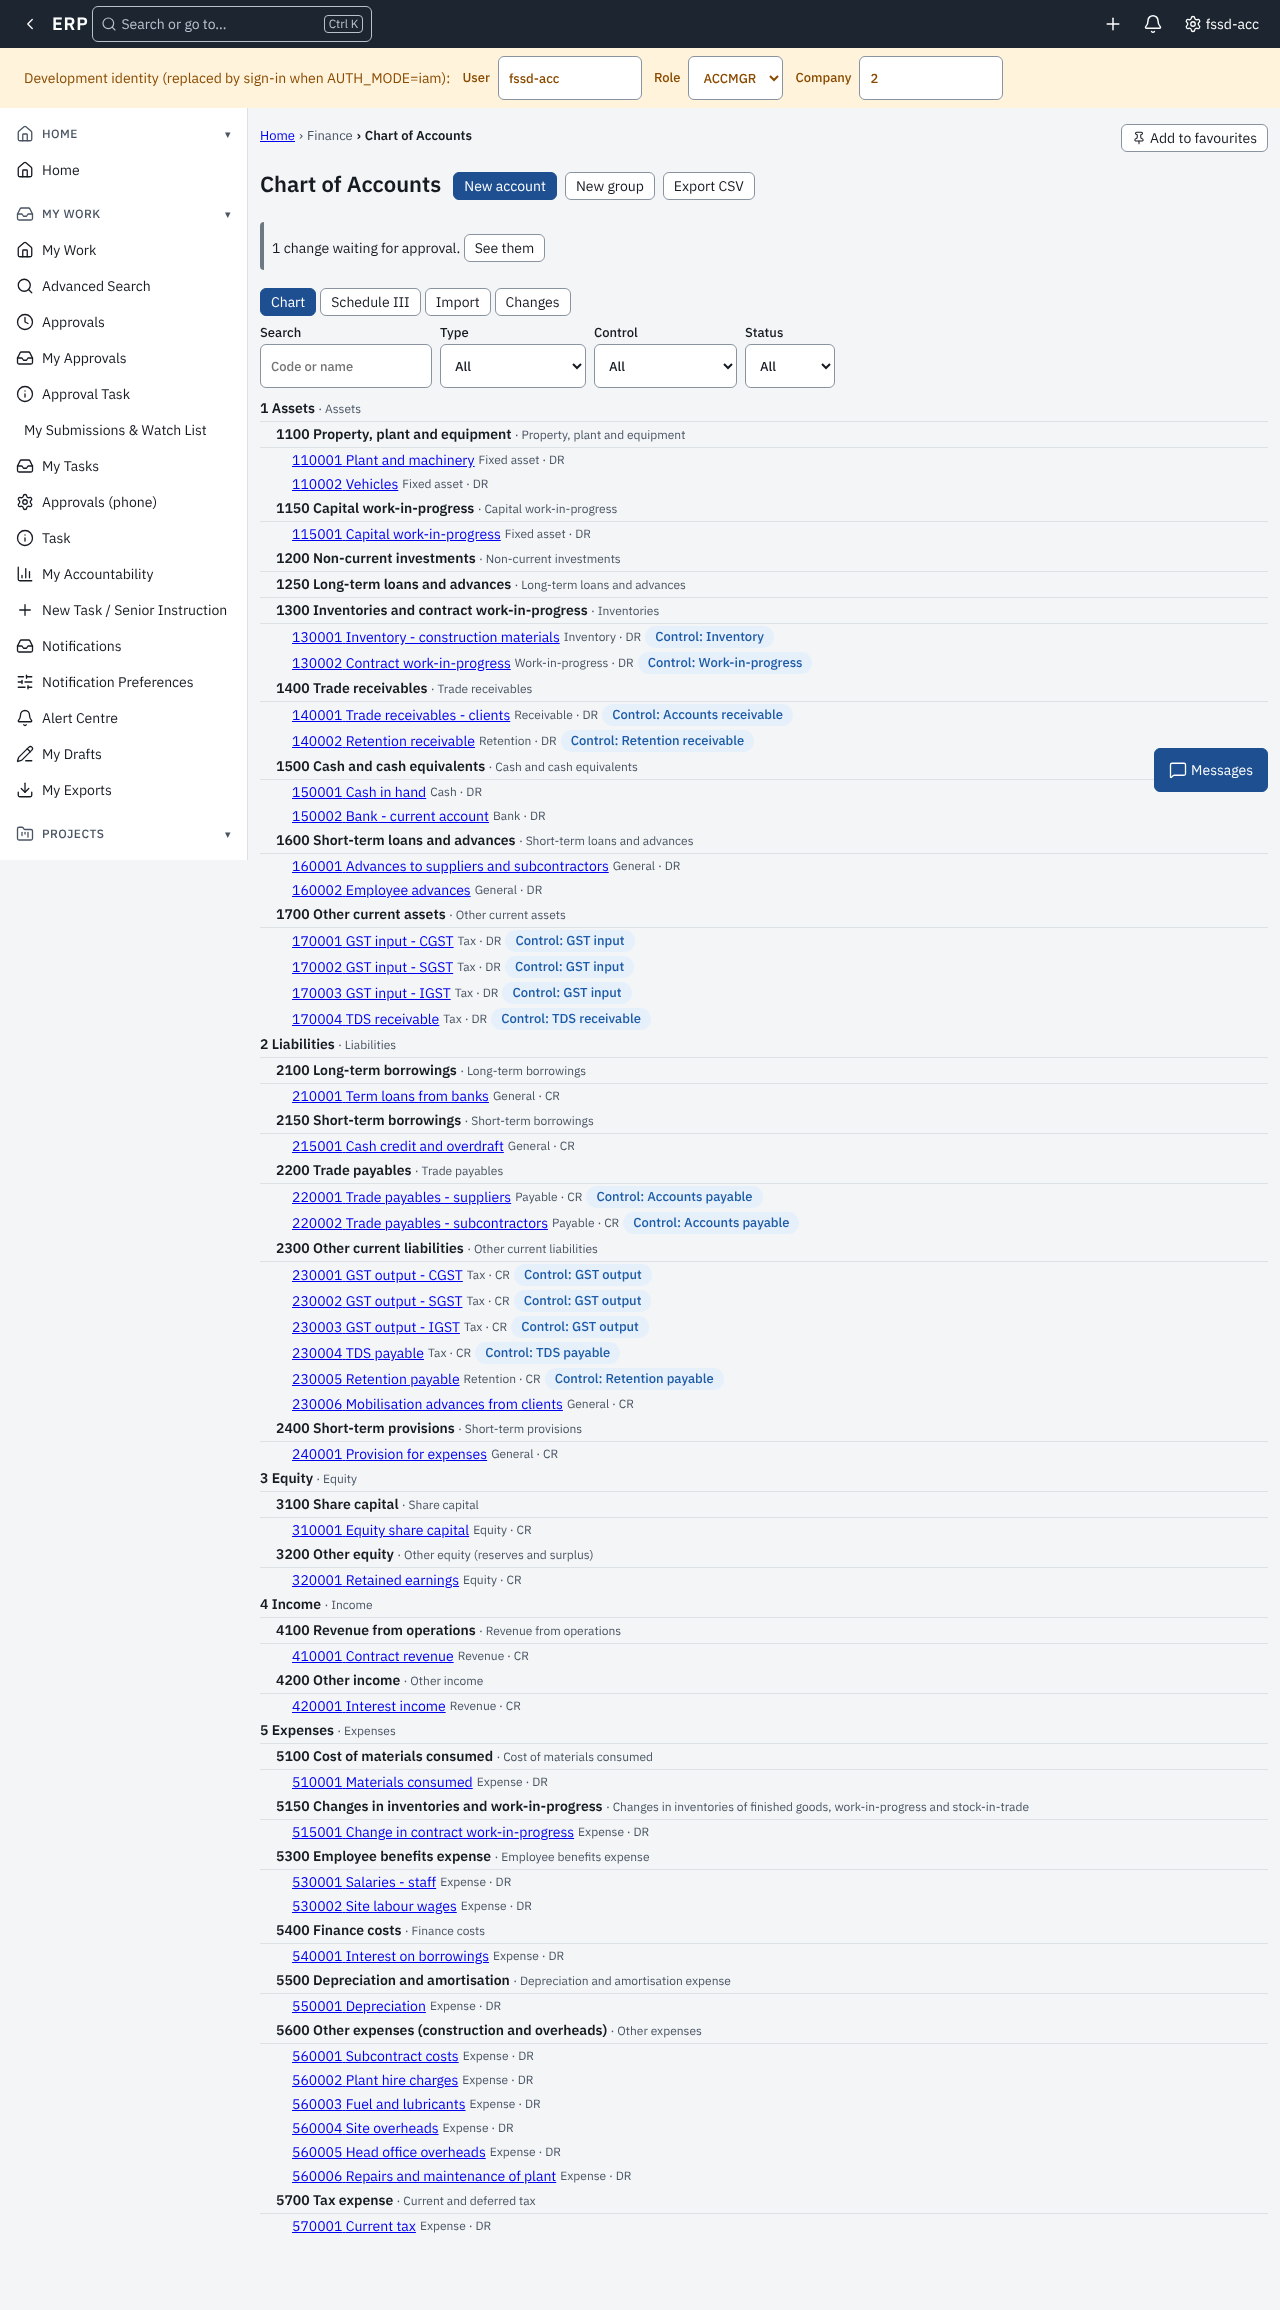 ERP Search or go to... Ctrl K fssd-acc
Development identity (replaced by sign-in when AUTH_MODE=iam): User fssd-acc Role ACCMGR Company 2
HOME
Home
MY WORK
My Work
Advanced Search
Approvals
My Approvals
Approval Task
My Submissions & Watch List
My Tasks
Approvals (phone)
Task
My Accountability
New Task / Senior Instruction
Notifications
Notification Preferences
Alert Centre
My Drafts
My Exports
PROJECTS
Home › Finance › Chart of Accounts
Add to favourites
Chart of Accounts New account New group Export CSV
1 change waiting for approval. See them
Chart Schedule III Import Changes
Search Type Control Status
Code or name All All All
1 Assets · Assets
1100 Property, plant and equipment · Property, plant and equipment
110001 Plant and machinery Fixed asset · DR
110002 Vehicles Fixed asset · DR
1150 Capital work-in-progress · Capital work-in-progress
115001 Capital work-in-progress Fixed asset · DR
1200 Non-current investments · Non-current investments
1250 Long-term loans and advances · Long-term loans and advances
1300 Inventories and contract work-in-progress · Inventories
130001 Inventory - construction materials Inventory · DR Control: Inventory
130002 Contract work-in-progress Work-in-progress · DR Control: Work-in-progress
1400 Trade receivables · Trade receivables
140001 Trade receivables - clients Receivable · DR Control: Accounts receivable
140002 Retention receivable Retention · DR Control: Retention receivable
1500 Cash and cash equivalents · Cash and cash equivalents
Messages
150001 Cash in hand Cash · DR
150002 Bank - current account Bank · DR
1600 Short-term loans and advances · Short-term loans and advances
160001 Advances to suppliers and subcontractors General · DR
160002 Employee advances General · DR
1700 Other current assets · Other current assets
170001 GST input - CGST Tax · DR Control: GST input
170002 GST input - SGST Tax · DR Control: GST input
170003 GST input - IGST Tax · DR Control: GST input
170004 TDS receivable Tax · DR Control: TDS receivable
2 Liabilities · Liabilities
2100 Long-term borrowings · Long-term borrowings
210001 Term loans from banks General · CR
2150 Short-term borrowings · Short-term borrowings
215001 Cash credit and overdraft General · CR
2200 Trade payables · Trade payables
220001 Trade payables - suppliers Payable · CR Control: Accounts payable
220002 Trade payables - subcontractors Payable · CR Control: Accounts payable
2300 Other current liabilities · Other current liabilities
230001 GST output - CGST Tax · CR Control: GST output
230002 GST output - SGST Tax · CR Control: GST output
230003 GST output - IGST Tax · CR Control: GST output
230004 TDS payable Tax · CR Control: TDS payable
230005 Retention payable Retention · CR Control: Retention payable
230006 Mobilisation advances from clients General · CR
2400 Short-term provisions · Short-term provisions
240001 Provision for expenses General · CR
3 Equity · Equity
3100 Share capital · Share capital
310001 Equity share capital Equity · CR
3200 Other equity · Other equity (reserves and surplus)
320001 Retained earnings Equity · CR
4 Income · Income
4100 Revenue from operations · Revenue from operations
410001 Contract revenue Revenue · CR
4200 Other income · Other income
420001 Interest income Revenue · CR
5 Expenses · Expenses
5100 Cost of materials consumed · Cost of materials consumed
510001 Materials consumed Expense · DR
5150 Changes in inventories and work-in-progress · Changes in inventories of finished goods, work-in-progress and stock-in-trade
515001 Change in contract work-in-progress Expense · DR
5300 Employee benefits expense · Employee benefits expense
530001 Salaries - staff Expense · DR
530002 Site labour wages Expense · DR
5400 Finance costs · Finance costs
540001 Interest on borrowings Expense · DR
5500 Depreciation and amortisation · Depreciation and amortisation expense
550001 Depreciation Expense · DR
5600 Other expenses (construction and overheads) · Other expenses
560001 Subcontract costs Expense · DR
560002 Plant hire charges Expense · DR
560003 Fuel and lubricants Expense · DR
560004 Site overheads Expense · DR
560005 Head office overheads Expense · DR
560006 Repairs and maintenance of plant Expense · DR
5700 Tax expense · Current and deferred tax
570001 Current tax Expense · DR